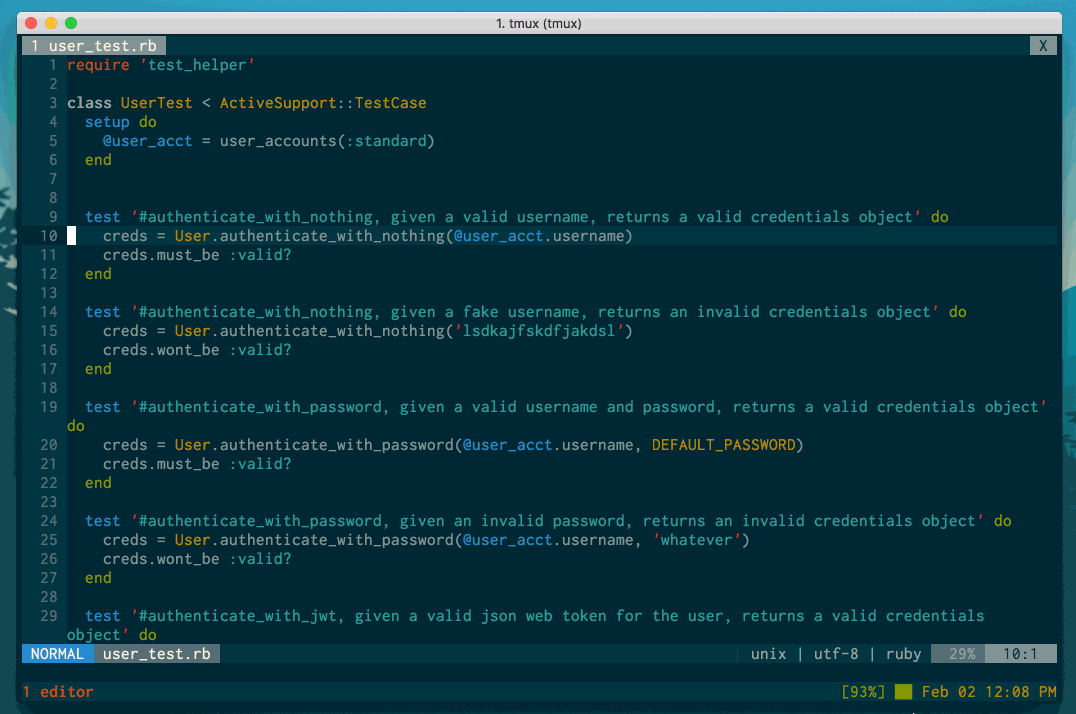 1. tmux (tmux)
1 user_test.rb X
1 require 'test_helper'
2
3 class UserTest < ActiveSupport::TestCase
4 setup do
5 @user_acct = user_accounts(:standard)
6 end
7
8
9 test '#authenticate_with_nothing, given a valid username, returns a valid credentials object' do
10 creds = User.authenticate_with_nothing(@user_acct.username)
11 creds.must_be :valid?
12 end
13
14 test '#authenticate_with_nothing, given a fake username, returns an invalid credentials object' do
15 creds = User.authenticate_with_nothing('lsdkajfskdfjakdsl')
16 creds.wont_be :valid?
17 end
18
19 test '#authenticate_with_password, given a valid username and password, returns a valid credentials object'
do
20 creds = User.authenticate_with_password(@user_acct.username, DEFAULT_PASSWORD)
21 creds.must_be :valid?
22 end
23
24 test '#authenticate_with_password, given an invalid password, returns an invalid credentials object' do
25 creds = User.authenticate_with_password(@user_acct.username, 'whatever')
26 creds.wont_be :valid?
27 end
28
29 test '#authenticate_with_jwt, given a valid json web token for the user, returns a valid credentials
object' do
NORMAL user_test.rb unix | utf-8 | ruby 29% 10:1
1 editor [93%] Feb 02 12:08 PM